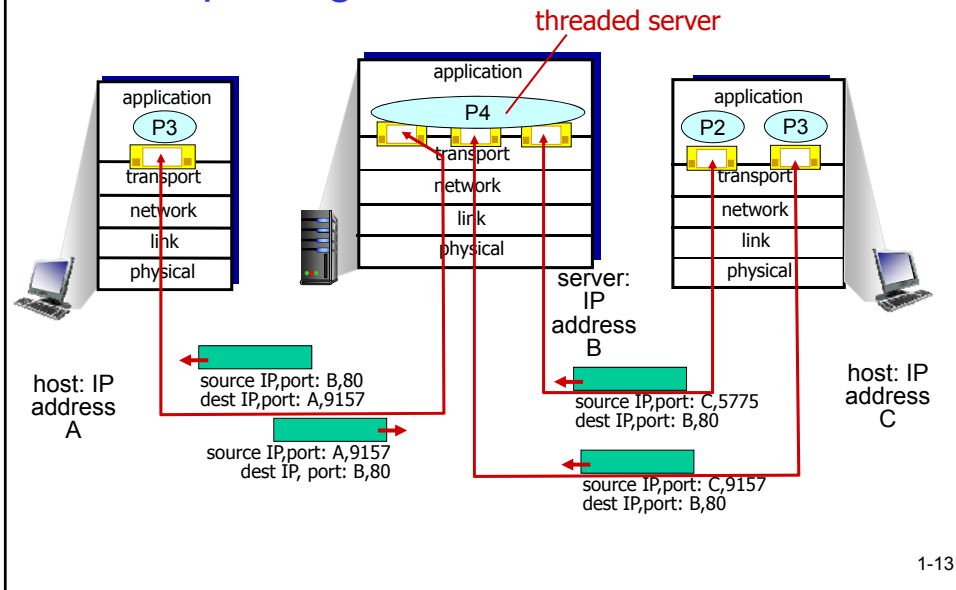 threaded server
application
P3
transport
network
link
physical
application
P4
transport
network
link
physical
application
P2
P3
transport
network
link
physical
server:
IP
address
B
host: IP
address
A
source IP,port: B,80
dest IP,port: A,9157
source IP,port: A,9157
dest IP, port: B,80
source IP,port: C,5775
dest IP,port: B,80
source IP,port: C,9157
dest IP,port: B,80
host: IP
address
C
1-13